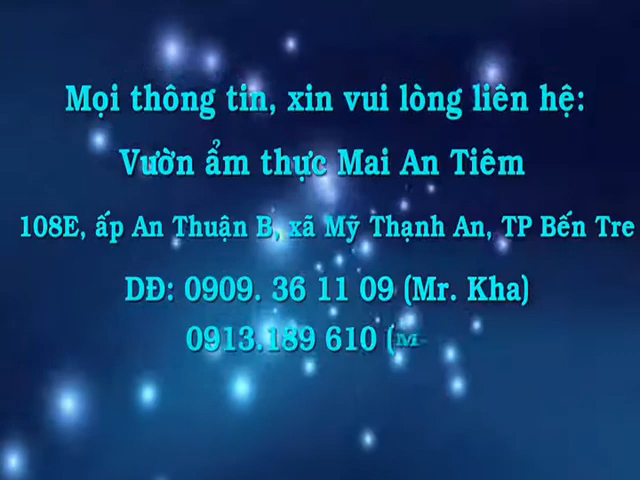 Mọi thông tin, xin vui lòng liên hệ:
Vườn ẩm thực Mai An Tiêm
108E, ấp An Thuận B, xã Mỹ Thạnh An, TP Bến Tre
DĐ: 0909. 36 11 09 (Mr. Kha)
0913.189 610 (